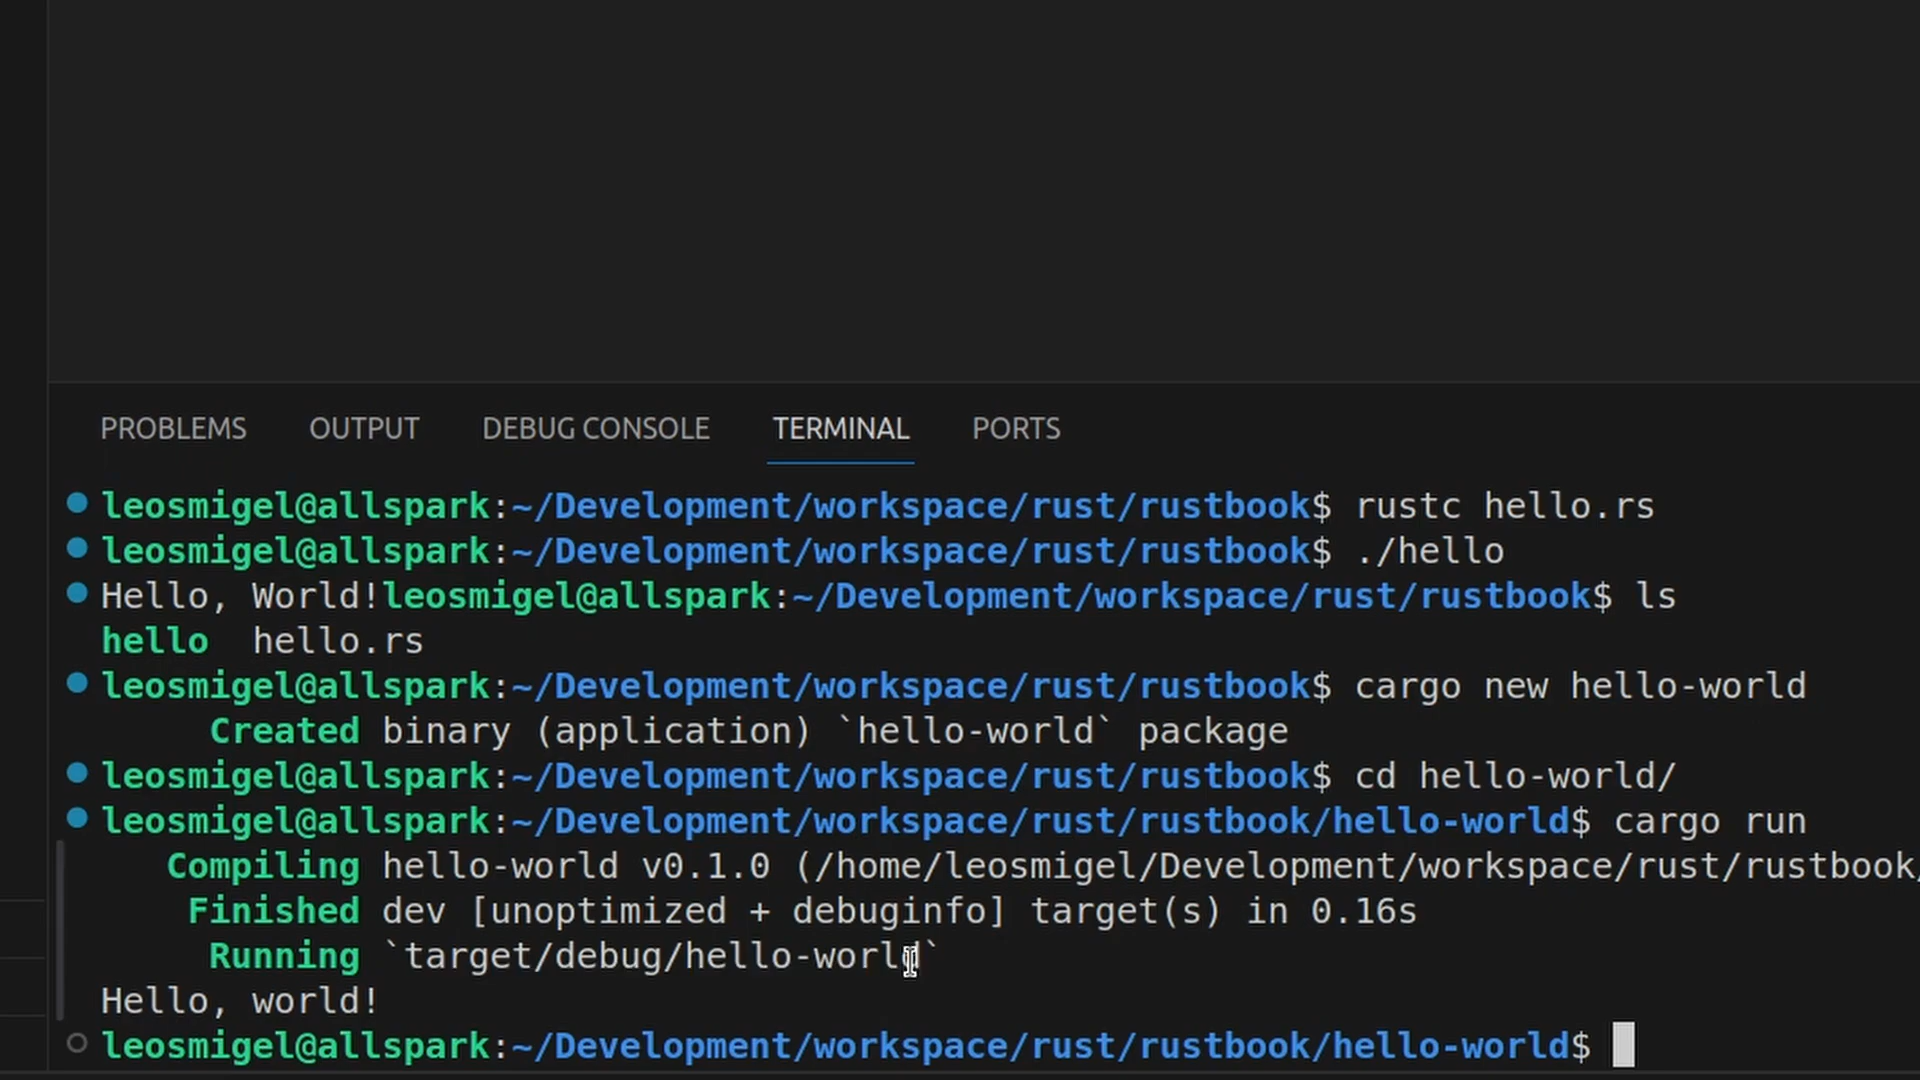 PROBLEMS OUTPUT DEBUG CONSOLE TERMINAL PORTS
leosmigel@allspark:~/Development/workspace/rust/rustbook$ rustc hello.rs
leosmigel@allspark:~/Development/workspace/rust/rustbook$ ./hello
Hello, World!leosmigel@allspark:~/Development/workspace/rust/rustbook$ ls
hello  hello.rs
leosmigel@allspark:~/Development/workspace/rust/rustbook$ cargo new hello-world
Created binary (application) `hello-world` package
leosmigel@allspark:~/Development/workspace/rust/rustbook$ cd hello-world/
leosmigel@allspark:~/Development/workspace/rust/rustbook/hello-world$ cargo run
Compiling hello-world v0.1.0 (/home/leosmigel/Development/workspace/rust/rustbook/
Finished dev [unoptimized + debuginfo] target(s) in 0.16s
Running `target/debug/hello-world`
Hello, world!
leosmigel@allspark:~/Development/workspace/rust/rustbook/hello-world$